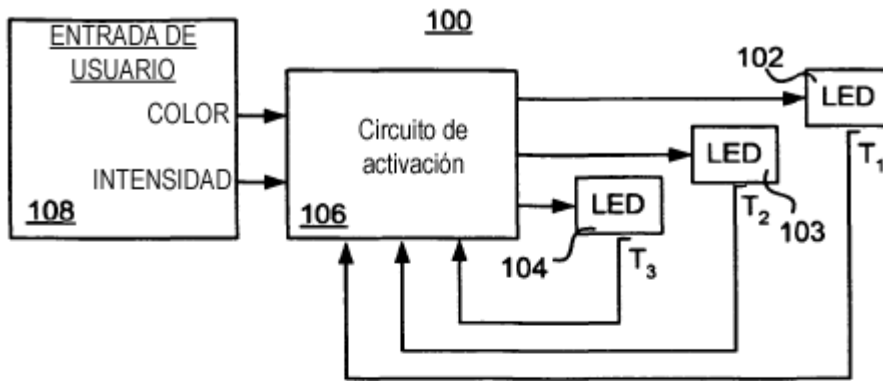 100
ENTRADA DE
USUARIO
COLOR
INTENSIDAD
108
Circuito de
activación
106
102
LED
T1
LED
103
T2
LED
104
T3